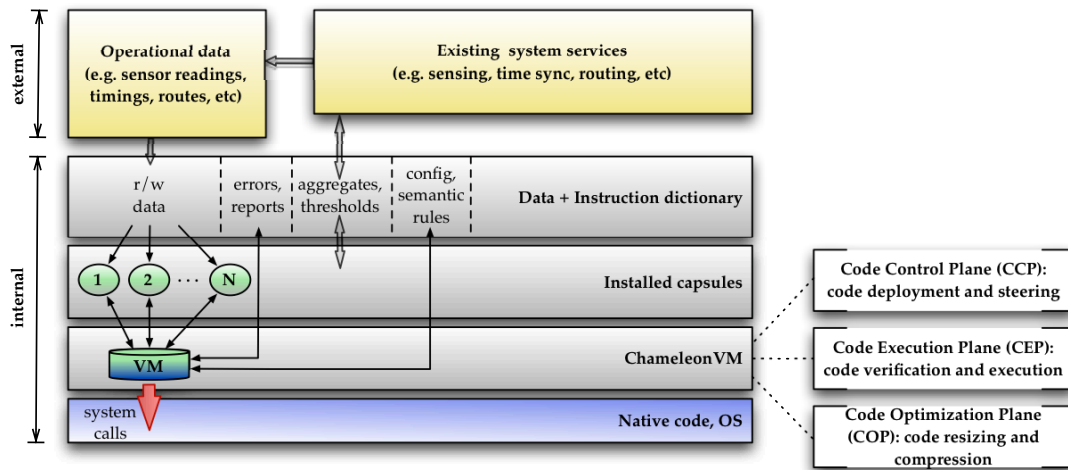 external
Operational data
(e.g. sensor readings,
timings, routes, etc)
Existing system services
(e.g. sensing, time sync, routing, etc)
internal
r/w
data
errors,
reports
aggregates,
thresholds
config,
semantic
rules
Data + Instruction dictionary
1
2
...
N
Installed capsules
VM
ChameleonVM
system
calls
Native code, OS
Code Control Plane (CCP):
code deployment and steering
Code Execution Plane (CEP):
code verification and execution
Code Optimization Plane
(COP): code resizing and
compression